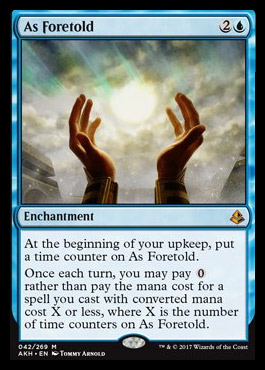 As Foretold 2
Enchantment
At the beginning of your upkeep, put
a time counter on As Foretold.
Once each turn, you may pay 0
rather than pay the mana cost for a
spell you cast with converted mana
cost X or less, where X is the number
of time counters on As Foretold.
042/269 M
AKH • EN TOMMY ARNOLD
™ & © 2017 Wizards of the Coast